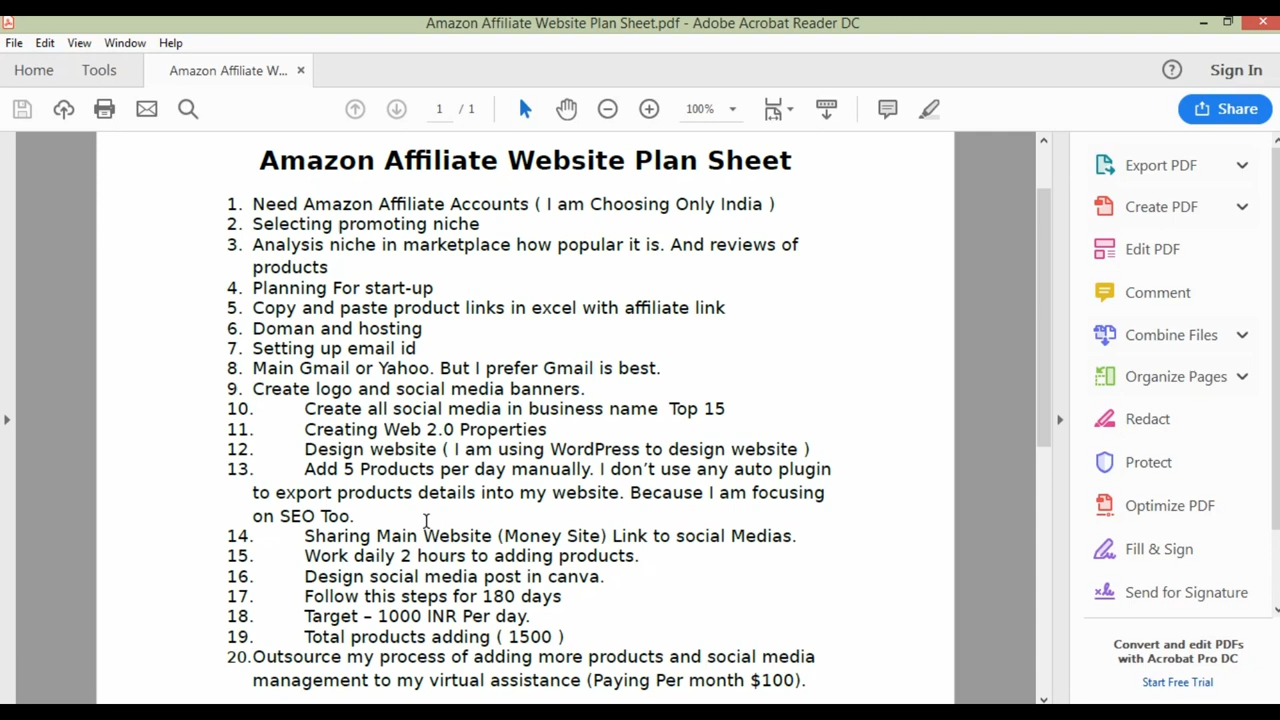 Amazon Affiliate Website Plan Sheet.pdf - Adobe Acrobat Reader DC
File Edit View Window Help
Home Tools Amazon Affiliate W... × Sign In
1 / 1 100% Share
Amazon Affiliate Website Plan Sheet
1. Need Amazon Affiliate Accounts ( I am Choosing Only India )
2. Selecting promoting niche
3. Analysis niche in marketplace how popular it is. And reviews of
products
4. Planning For start-up
5. Copy and paste product links in excel with affiliate link
6. Doman and hosting
7. Setting up email id
8. Main Gmail or Yahoo. But I prefer Gmail is best.
9. Create logo and social media banners.
10. Create all social media in business name Top 15
11. Creating Web 2.0 Properties
12. Design website ( I am using WordPress to design website )
13. Add 5 Products per day manually. I don’t use any auto plugin
to export products details into my website. Because I am focusing
on SEO Too.
14. Sharing Main Website (Money Site) Link to social Medias.
15. Work daily 2 hours to adding products.
16. Design social media post in canva.
17. Follow this steps for 180 days
18. Target – 1000 INR Per day.
19. Total products adding ( 1500 )
20. Outsource my process of adding more products and social media
management to my virtual assistance (Paying Per month $100).
Export PDF
Create PDF
Edit PDF
Comment
Combine Files
Organize Pages
Redact
Protect
Optimize PDF
Fill & Sign
Send for Signature
Convert and edit PDFs
with Acrobat Pro DC
Start Free Trial